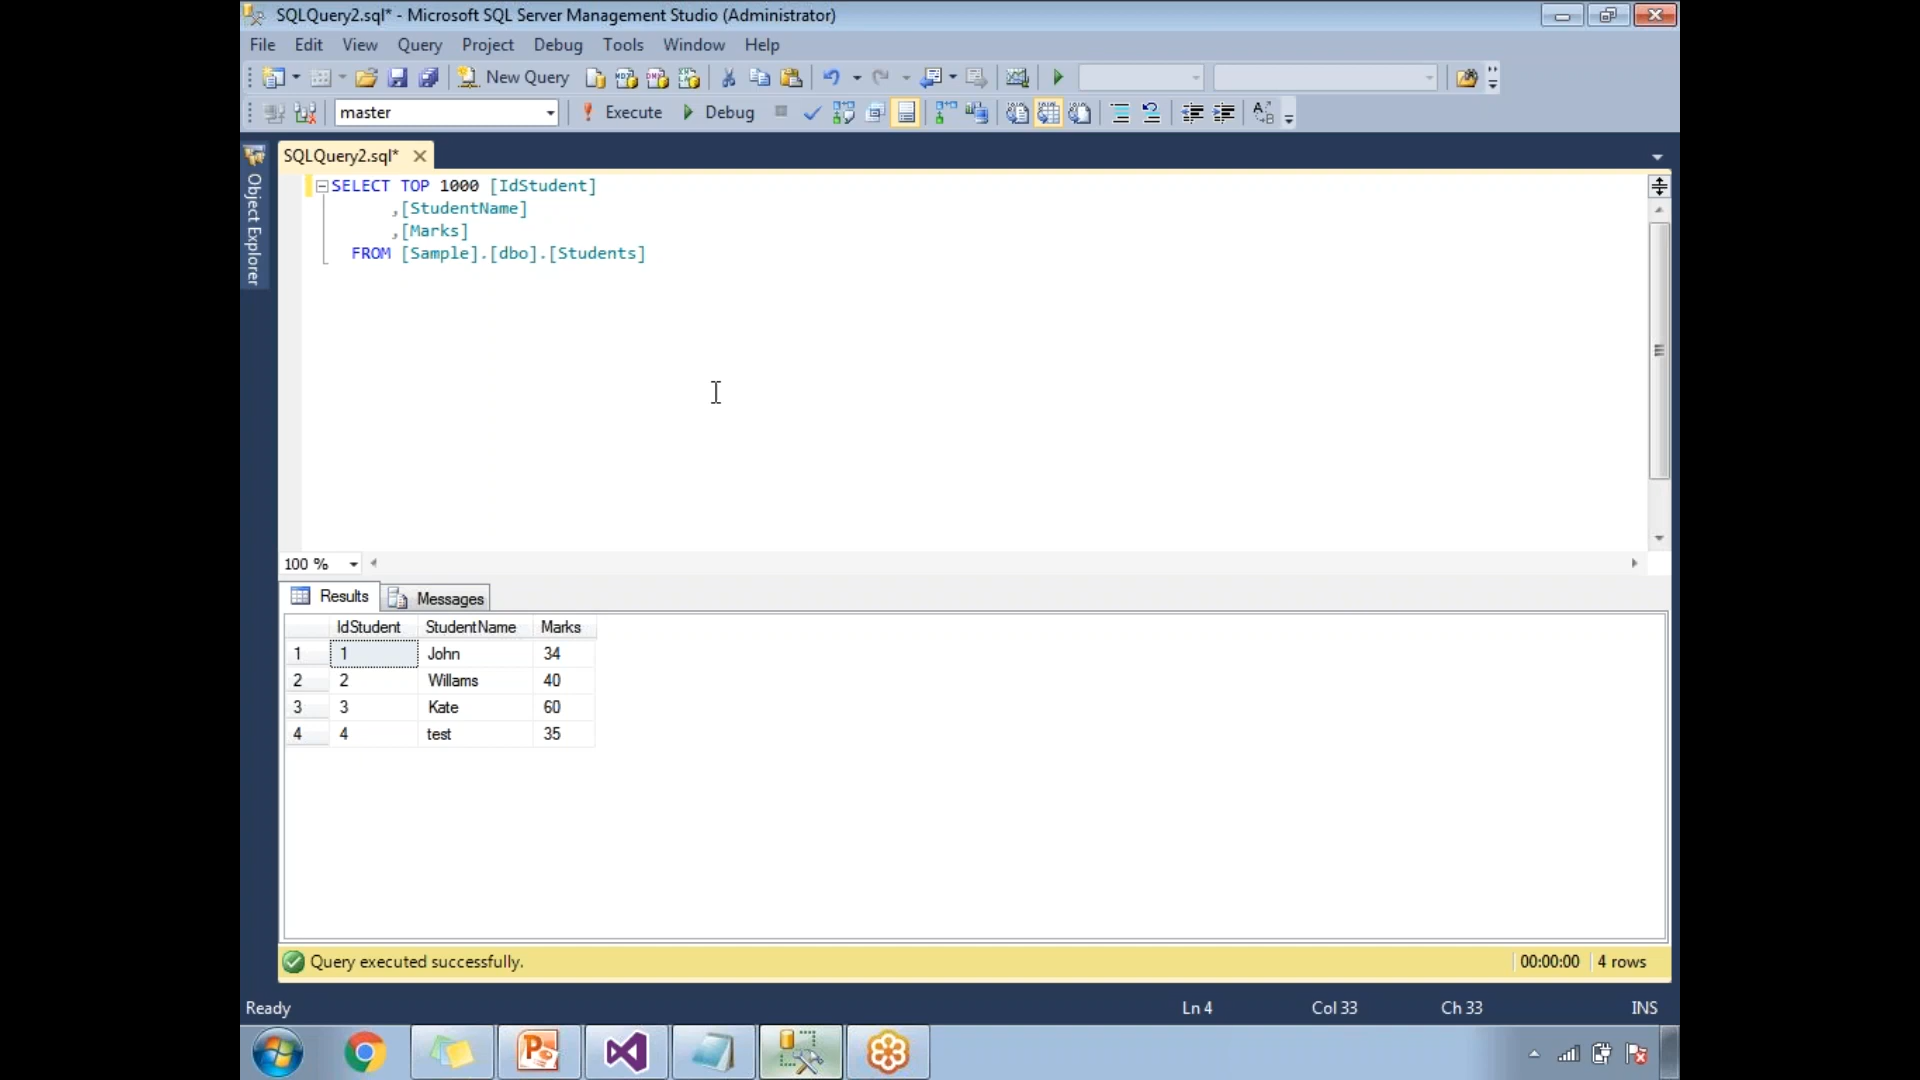 SQLQuery2.sql* - Microsoft SQL Server Management Studio (Administrator)
File Edit View Query Project Debug Tools Window Help
New Query
master Execute Debug
Object Explorer
SQLQuery2.sql*
SELECT TOP 1000 [IdStudent]
,[StudentName]
,[Marks]
FROM [Sample].[dbo].[Students]
100 %
Results Messages
IdStudent StudentName Marks
1 1 John 34
2 2 Willams 40
3 3 Kate 60
4 4 test 35
Query executed successfully. 00:00:00 4 rows
Ready Ln 4 Col 33 Ch 33 INS